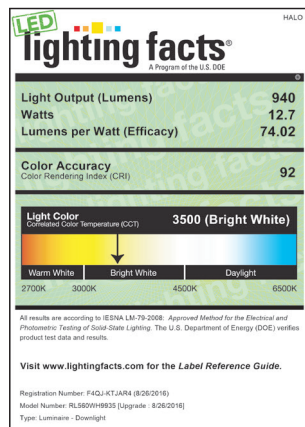 HALO
LED
lighting facts®
A Program of the U.S. DOE
Light Output (Lumens) 940
Watts 12.7
Lumens per Watt (Efficacy) 74.02
Color Accuracy
Color Rendering Index (CRI) 92
Light Color
Correlated Color Temperature (CCT) 3500 (Bright White)
Warm White Bright White Daylight
2700K 3000K 4500K 6500K
All results are according to IESNA LM-79-2008: Approved Method for the Electrical and
Photometric Testing of Solid-State Lighting. The U.S. Department of Energy (DOE) verifies
product test data and results.
Visit www.lightingfacts.com for the Label Reference Guide.
Registration Number: F4QJ-KTJAR4 (8/26/2016)
Model Number: RL560WH9935 [Upgrade : 8/26/2016]
Type: Luminaire - Downlight